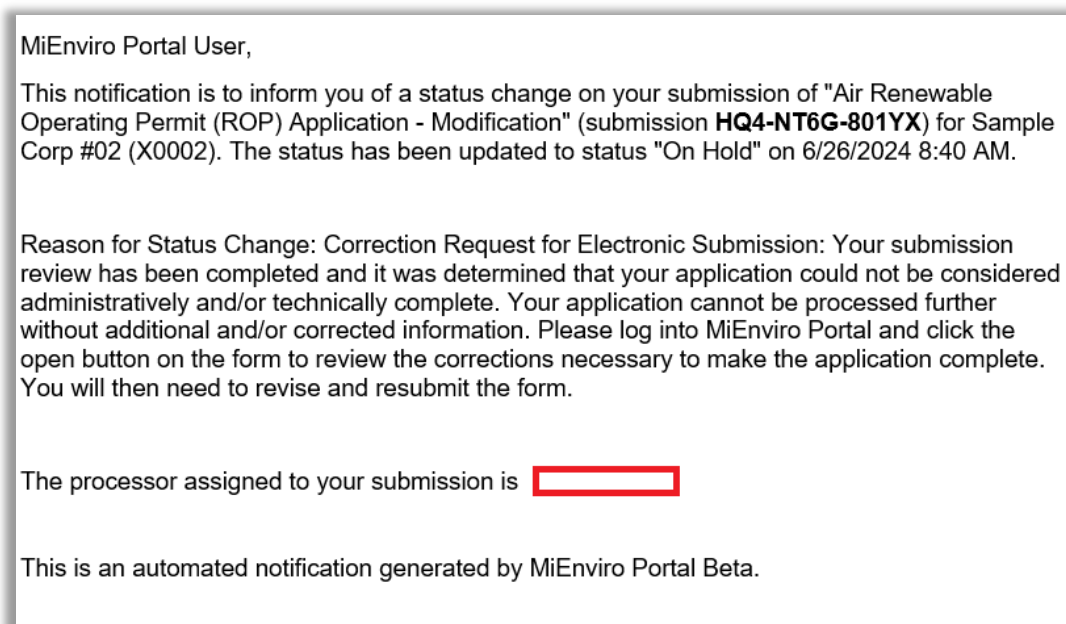 MiEnviro Portal User,
This notification is to inform you of a status change on your submission of "Air Renewable
Operating Permit (ROP) Application - Modification" (submission HQ4-NT6G-801YX) for Sample
Corp #02 (X0002). The status has been updated to status "On Hold" on 6/26/2024 8:40 AM.
Reason for Status Change: Correction Request for Electronic Submission: Your submission
review has been completed and it was determined that your application could not be considered
administratively and/or technically complete. Your application cannot be processed further
without additional and/or corrected information. Please log into MiEnviro Portal and click the
open button on the form to review the corrections necessary to make the application complete.
You will then need to revise and resubmit the form.
The processor assigned to your submission is
This is an automated notification generated by MiEnviro Portal Beta.